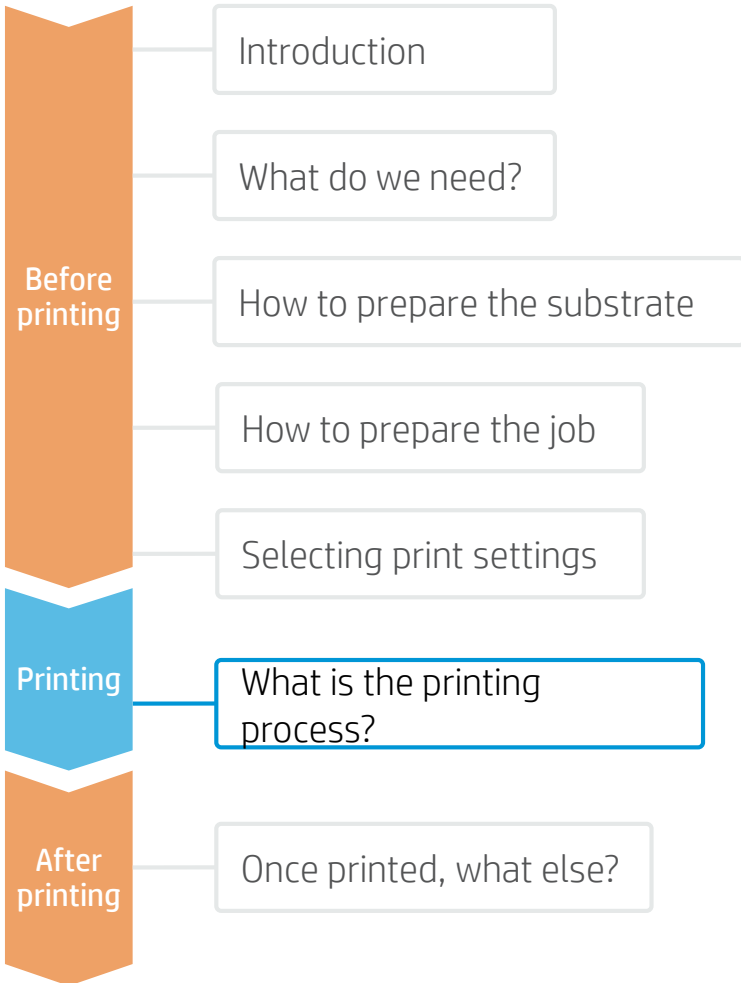 Introduction
What do we need?
Before
printing
How to prepare the substrate
How to prepare the job
Selecting print settings
Printing
What is the printing
process?
After
printing
Once printed, what else?